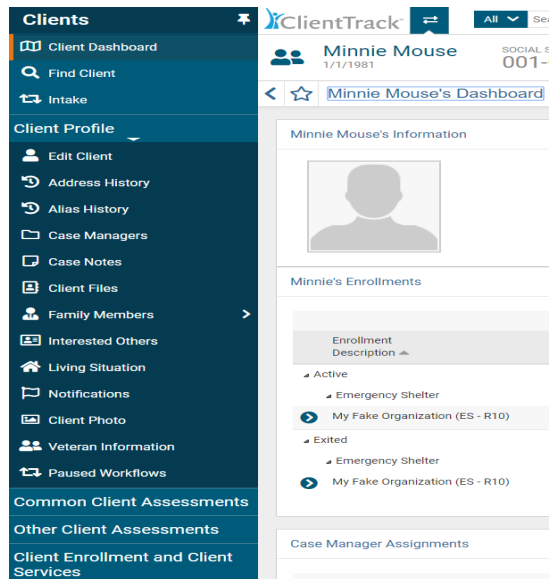 Clients
Client Dashboard
Find Client
Intake
Client Profile
Edit Client
Address History
Alias History
Case Managers
Case Notes
Client Files
Family Members
Interested Others
Living Situation
Notifications
Client Photo
Veteran Information
Paused Workflows
Common Client Assessments
Other Client Assessments
Client Enrollment and Client
Services
ClientTrack
All
Minnie Mouse
SOCIAL
1/1/1981
001-
Minnie Mouse's Dashboard
Minnie Mouse's Information
Minnie's Enrollments
Enrollment
Description
Active
Emergency Shelter
My Fake Organization (ES - R10)
Exited
Emergency Shelter
My Fake Organization (ES - R10)
Case Manager Assignments